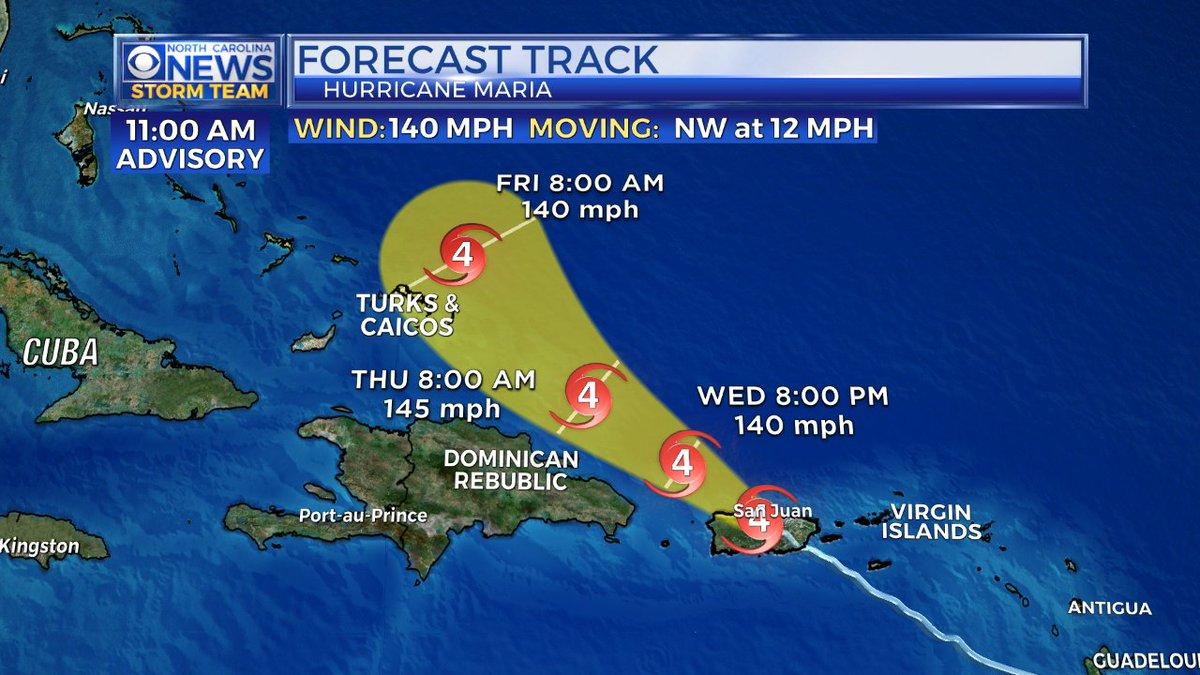 NORTH CAROLINA
NEWS
STORM TEAM
FORECAST TRACK
HURRICANE MARIA
11:00 AM
ADVISORY
WIND: 140 MPH MOVING: NW at 12 MPH
Nassau
FRI 8:00 AM
140 mph
4
TURKS &
CAICOS
CUBA
THU 8:00 AM
145 mph
4
WED 8:00 PM
140 mph
4
DOMINICAN
REBUBLIC
San Juan
4
VIRGIN
ISLANDS
Port-au-Prince
Kingston
ANTIGUA
GUADELOU